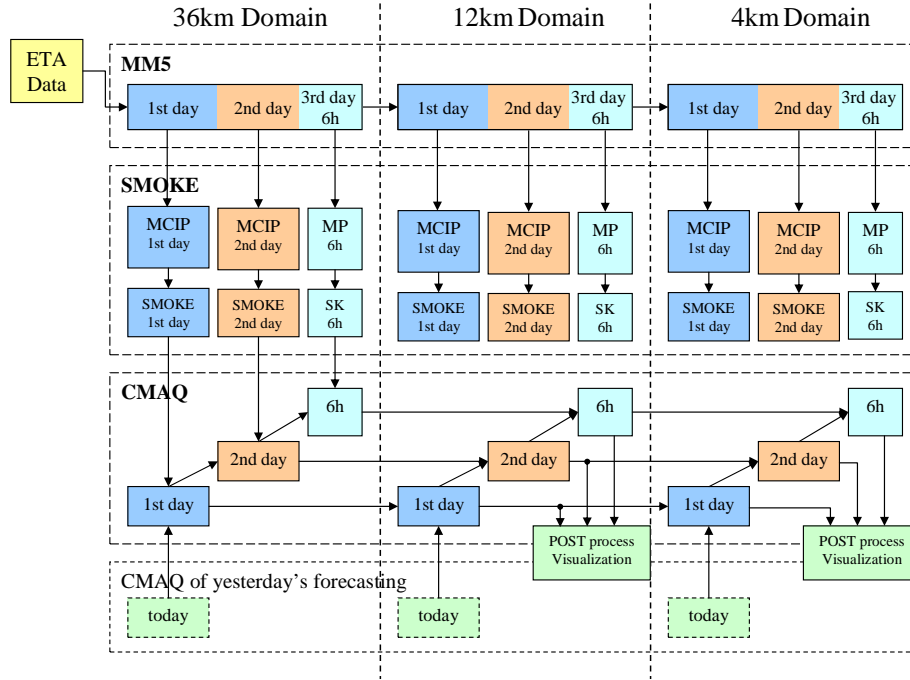 36km Domain
12km Domain
4km Domain
ETA
Data
MM5
1st day
2nd day
3rd day
6h
1st day
2nd day
3rd day
6h
1st day
2nd day
3rd day
6h
SMOKE
MCIP
1st day
MCIP
2nd day
MP
6h
MCIP
1st day
MCIP
2nd day
MP
6h
MCIP
1st day
MCIP
2nd day
MP
6h
SMOKE
1st day
SMOKE
2nd day
SK
6h
SMOKE
1st day
SMOKE
2nd day
SK
6h
SMOKE
1st day
SMOKE
2nd day
SK
6h
CMAQ
6h
6h
6h
2nd day
2nd day
2nd day
1st day
1st day
1st day
POST process
Visualization
POST process
Visualization
CMAQ of yesterday's forecasting
today
today
today